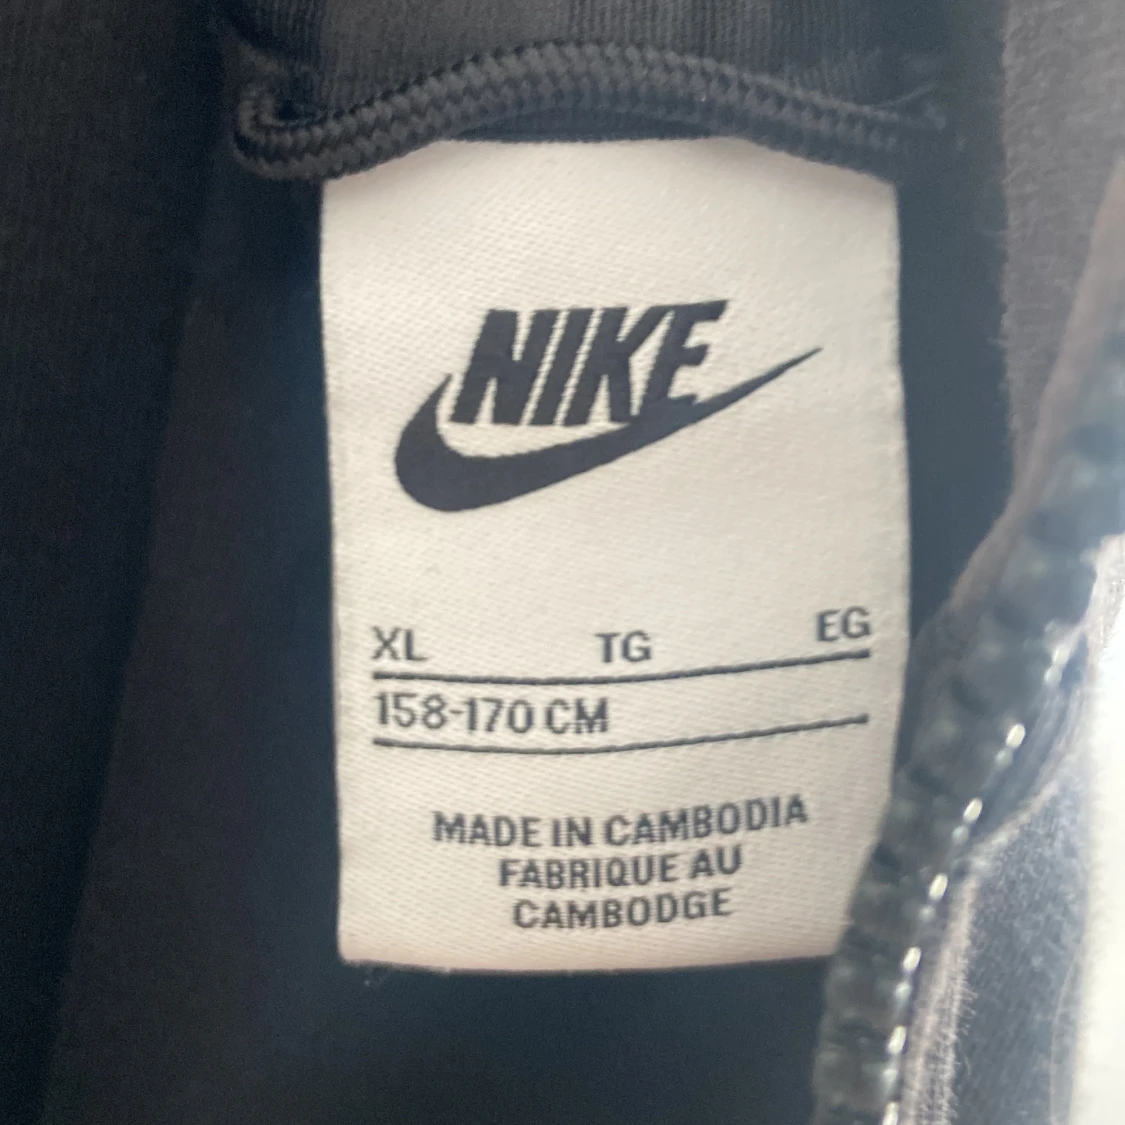 NIKE
XL TG EG
158-170 CM
MADE IN CAMBODIA
FABRIQUE AU
CAMBODGE